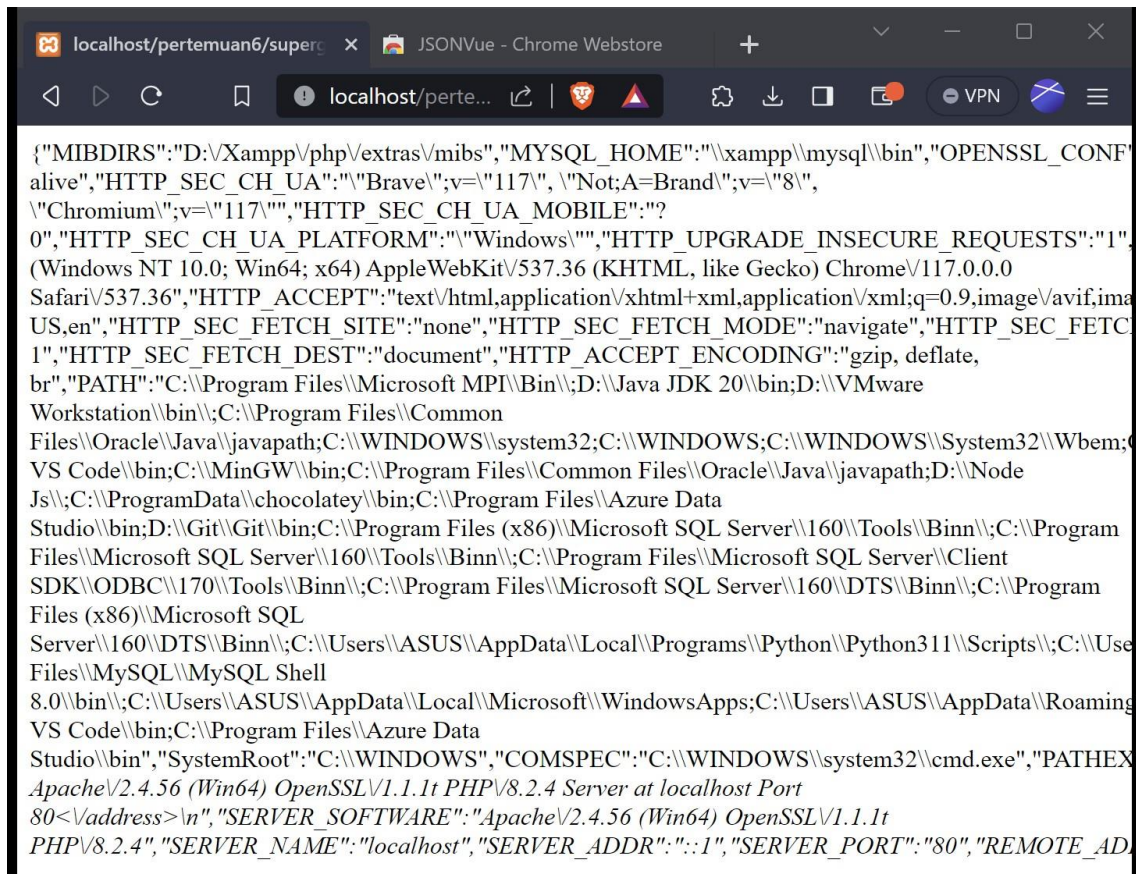 localhost/pertemuan6/superg
JSONVue - Chrome Webstore
localhost/perte...
VPN
{"MIBDIRS":"D:\/Xampp\/php\/extras\/mibs","MYSQL_HOME":"\\xampp\\mysql\\bin","OPENSSL_CONF"
alive","HTTP_SEC_CH_UA":"\"Brave\";v=\"117\", \"Not;A=Brand\";v=\"8\",
\"Chromium\";v=\"117\"","HTTP_SEC_CH_UA_MOBILE":"?
0","HTTP_SEC_CH_UA_PLATFORM":"\"Windows\"","HTTP_UPGRADE_INSECURE_REQUESTS":"1",
(Windows NT 10.0; Win64; x64) AppleWebKit\/537.36 (KHTML, like Gecko) Chrome\/117.0.0.0
Safari\/537.36","HTTP_ACCEPT":"text\/html,application\/xhtml+xml,application\/xml;q=0.9,image\/avif,ima
US,en","HTTP_SEC_FETCH_SITE":"none","HTTP_SEC_FETCH_MODE":"navigate","HTTP_SEC_FETC
1","HTTP_SEC_FETCH_DEST":"document","HTTP_ACCEPT_ENCODING":"gzip, deflate,
br","PATH":"C:\\Program Files\\Microsoft MPI\\Bin\\;D:\\Java JDK 20\\bin;D:\\VMware
Workstation\\bin\\;C:\\Program Files\\Common
Files\\Oracle\\Java\\javapath;C:\\WINDOWS\\system32;C:\\WINDOWS;C:\\WINDOWS\\System32\\Wbem;
VS Code\\bin;C:\\MinGW\\bin;C:\\Program Files\\Common Files\\Oracle\\Java\\javapath;D:\\Node
Js\\;C:\\ProgramData\\chocolatey\\bin;C:\\Program Files\\Azure Data
Studio\\bin;D:\\Git\\Git\\bin;C:\\Program Files (x86)\\Microsoft SQL Server\\160\\Tools\\Binn\\;C:\\Program
Files\\Microsoft SQL Server\\160\\Tools\\Binn\\;C:\\Program Files\\Microsoft SQL Server\\Client
SDK\\ODBC\\170\\Tools\\Binn\\;C:\\Program Files\\Microsoft SQL Server\\160\\DTS\\Binn\\;C:\\Program
Files (x86)\\Microsoft SQL
Server\\160\\DTS\\Binn\\;C:\\Users\\ASUS\\AppData\\Local\\Programs\\Python\\Python311\\Scripts\\;C:\\Use
Files\\MySQL\\MySQL Shell
8.0\\bin\\;C:\\Users\\ASUS\\AppData\\Local\\Microsoft\\WindowsApps;C:\\Users\\ASUS\\AppData\\Roaming
VS Code\\bin;C:\\Program Files\\Azure Data
Studio\\bin","SystemRoot":"C:\\WINDOWS","COMSPEC":"C:\\WINDOWS\\system32\\cmd.exe","PATHEX
Apache\/2.4.56 (Win64) OpenSSL\/1.1.1t PHP\/8.2.4 Server at localhost Port
80<\/address>\n","SERVER_SOFTWARE":"Apache\/2.4.56 (Win64) OpenSSL\/1.1.1t
PHP\/8.2.4","SERVER_NAME":"localhost","SERVER_ADDR":"::1","SERVER_PORT":"80","REMOTE_AD